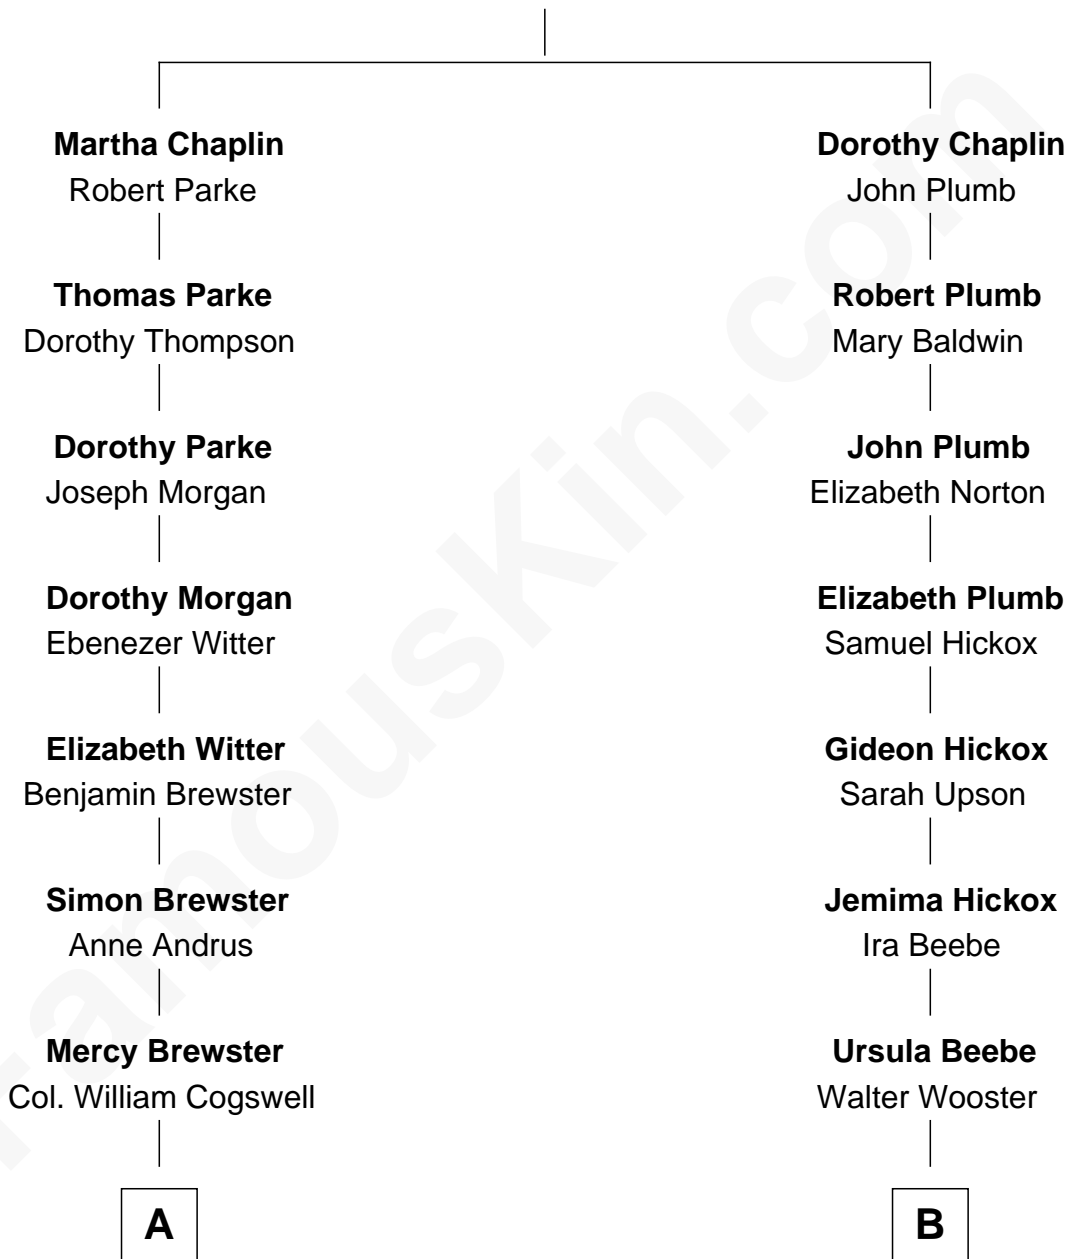 Martha Chaplin
Robert Parke
Thomas Parke
Dorothy Thompson
Dorothy Parke
Joseph Morgan
Dorothy Morgan
Ebenezer Witter
Elizabeth Witter
Benjamin Brewster
Simon Brewster
Anne Andrus
Mercy Brewster
Col. William Cogswell
A
Dorothy Chaplin
John Plumb
Robert Plumb
Mary Baldwin
John Plumb
Elizabeth Norton
Elizabeth Plumb
Samuel Hickox
Gideon Hickox
Sarah Upson
Jemima Hickox
Ira Beebe
Ursula Beebe
Walter Wooster
B
FamousKin.com